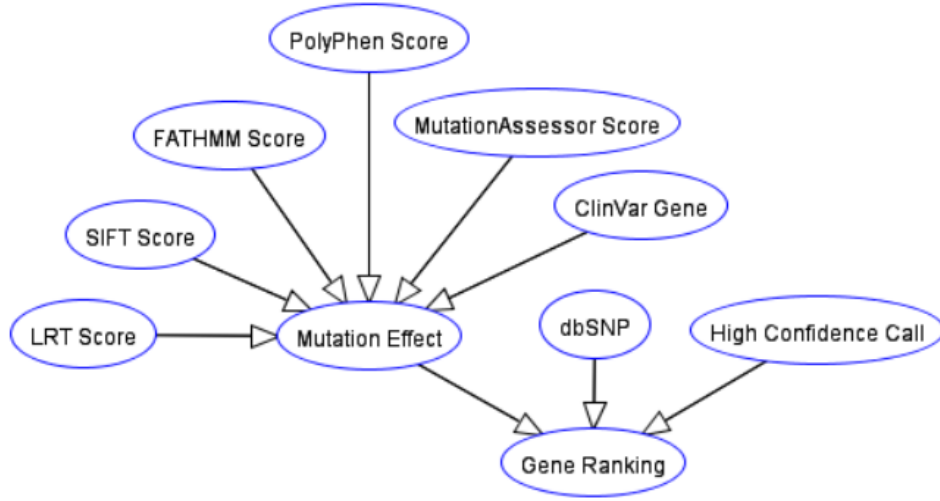 PolyPhen Score
MutationAssessor Score
FATHMM Score
ClinVar Gene
SIFT Score
LRT Score
Mutation Effect
dbSNP
High Confidence Call
Gene Ranking